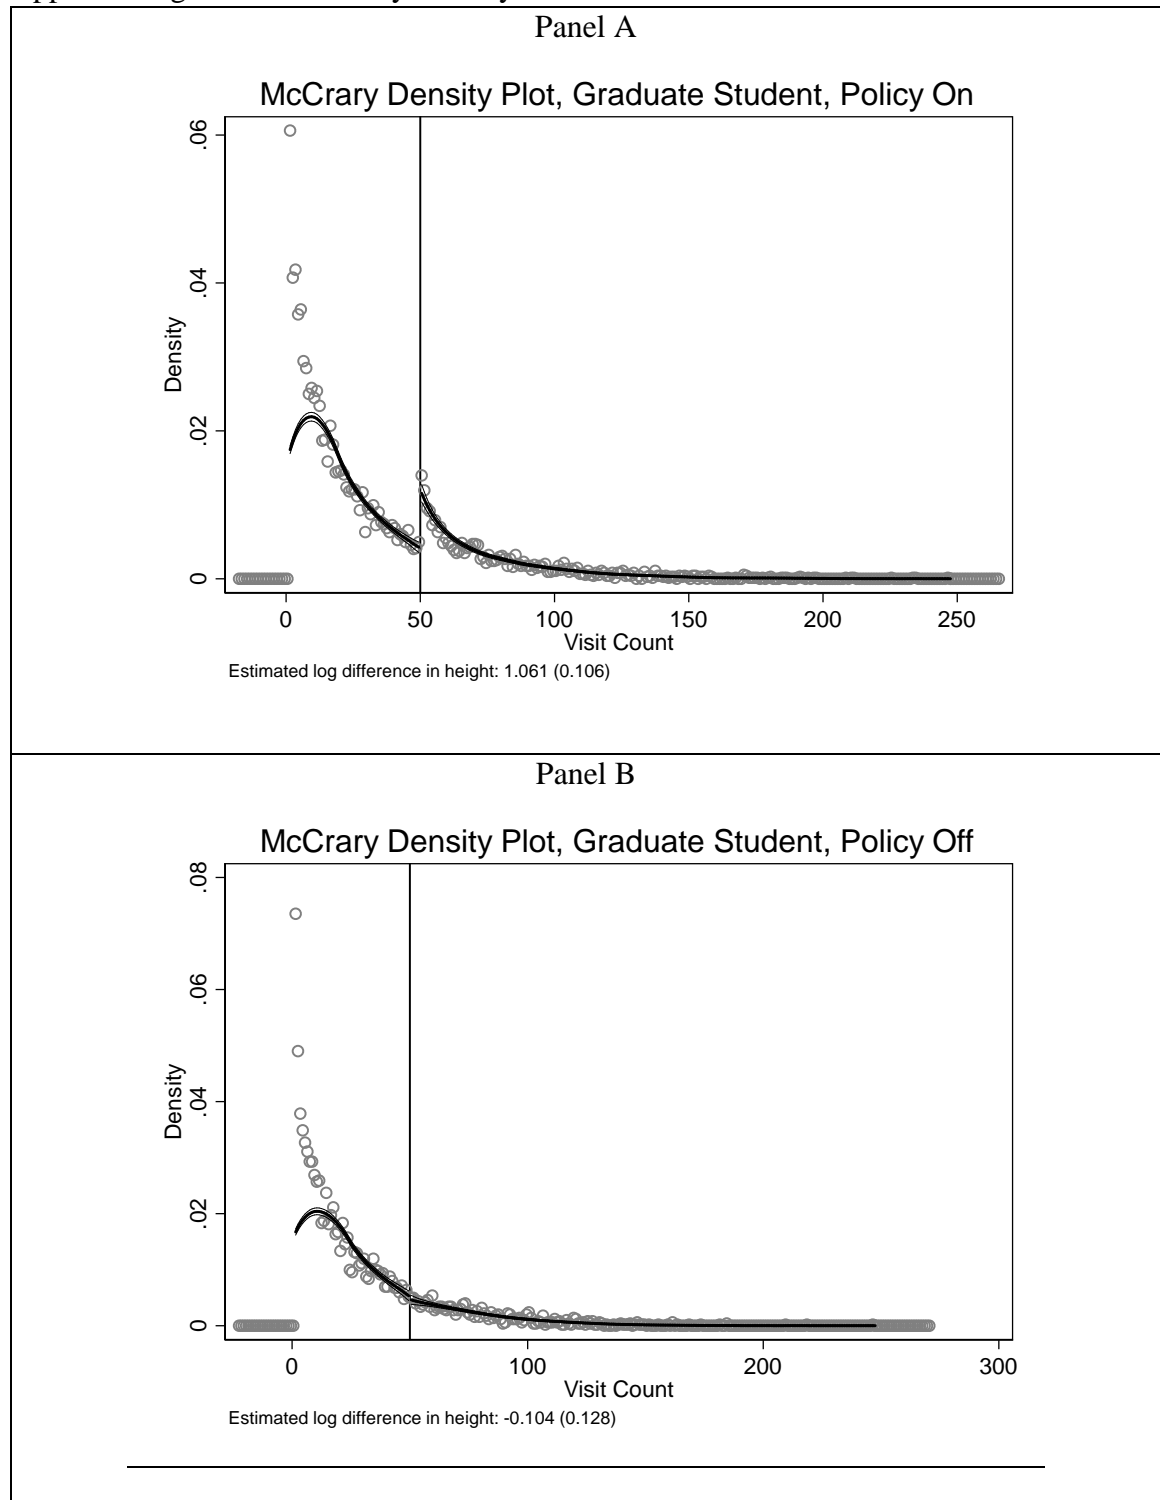 Panel A
McCrary Density Plot, Graduate Student, Policy On
.06
.04
.02
0
Density
0 50 100 150 200 250
Visit Count
Estimated log difference in height: 1.061 (0.106)
Panel B
McCrary Density Plot, Graduate Student, Policy Off
.08
.06
.04
.02
0
Density
0 100 200 300
Visit Count
Estimated log difference in height: -0.104 (0.128)